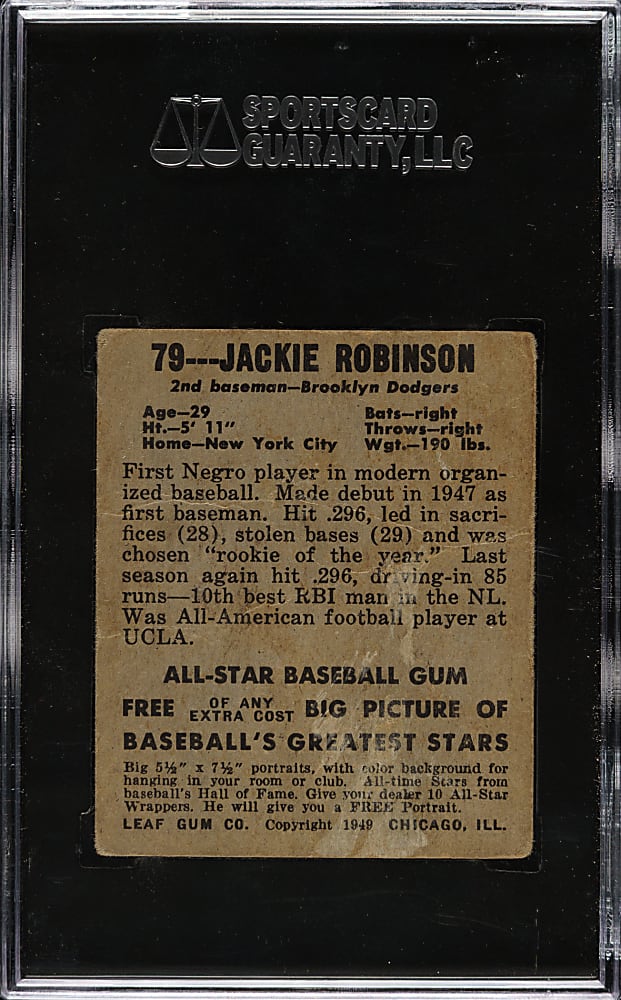 SPORTSCARD
GUARANTY, LLC
79---JACKIE ROBINSON
2nd baseman—Brooklyn Dodgers
Age—29 Bats—right
Ht.—5' 11" Throws—right
Home—New York City Wgt.—190 lbs.
First Negro player in modern organ-
ized baseball. Made debut in 1947 as
first baseman. Hit .296, led in sacri-
fices (28), stolen bases (29) and was
chosen "rookie of the year." Last
season again hit .296, driving-in 85
runs—10th best RBI man in the NL.
Was All-American football player at
UCLA.
ALL-STAR BASEBALL GUM
FREE OF ANY EXTRA COST BIG PICTURE OF
BASEBALL'S GREATEST STARS
Big 5½" x 7½" portraits, with color background for
hanging in your room or club. All-time Stars from
baseball's Hall of Fame. Give your dealer 10 All-Star
Wrappers. He will give you a FREE Portrait.
LEAF GUM CO. Copyright 1949 CHICAGO, ILL.